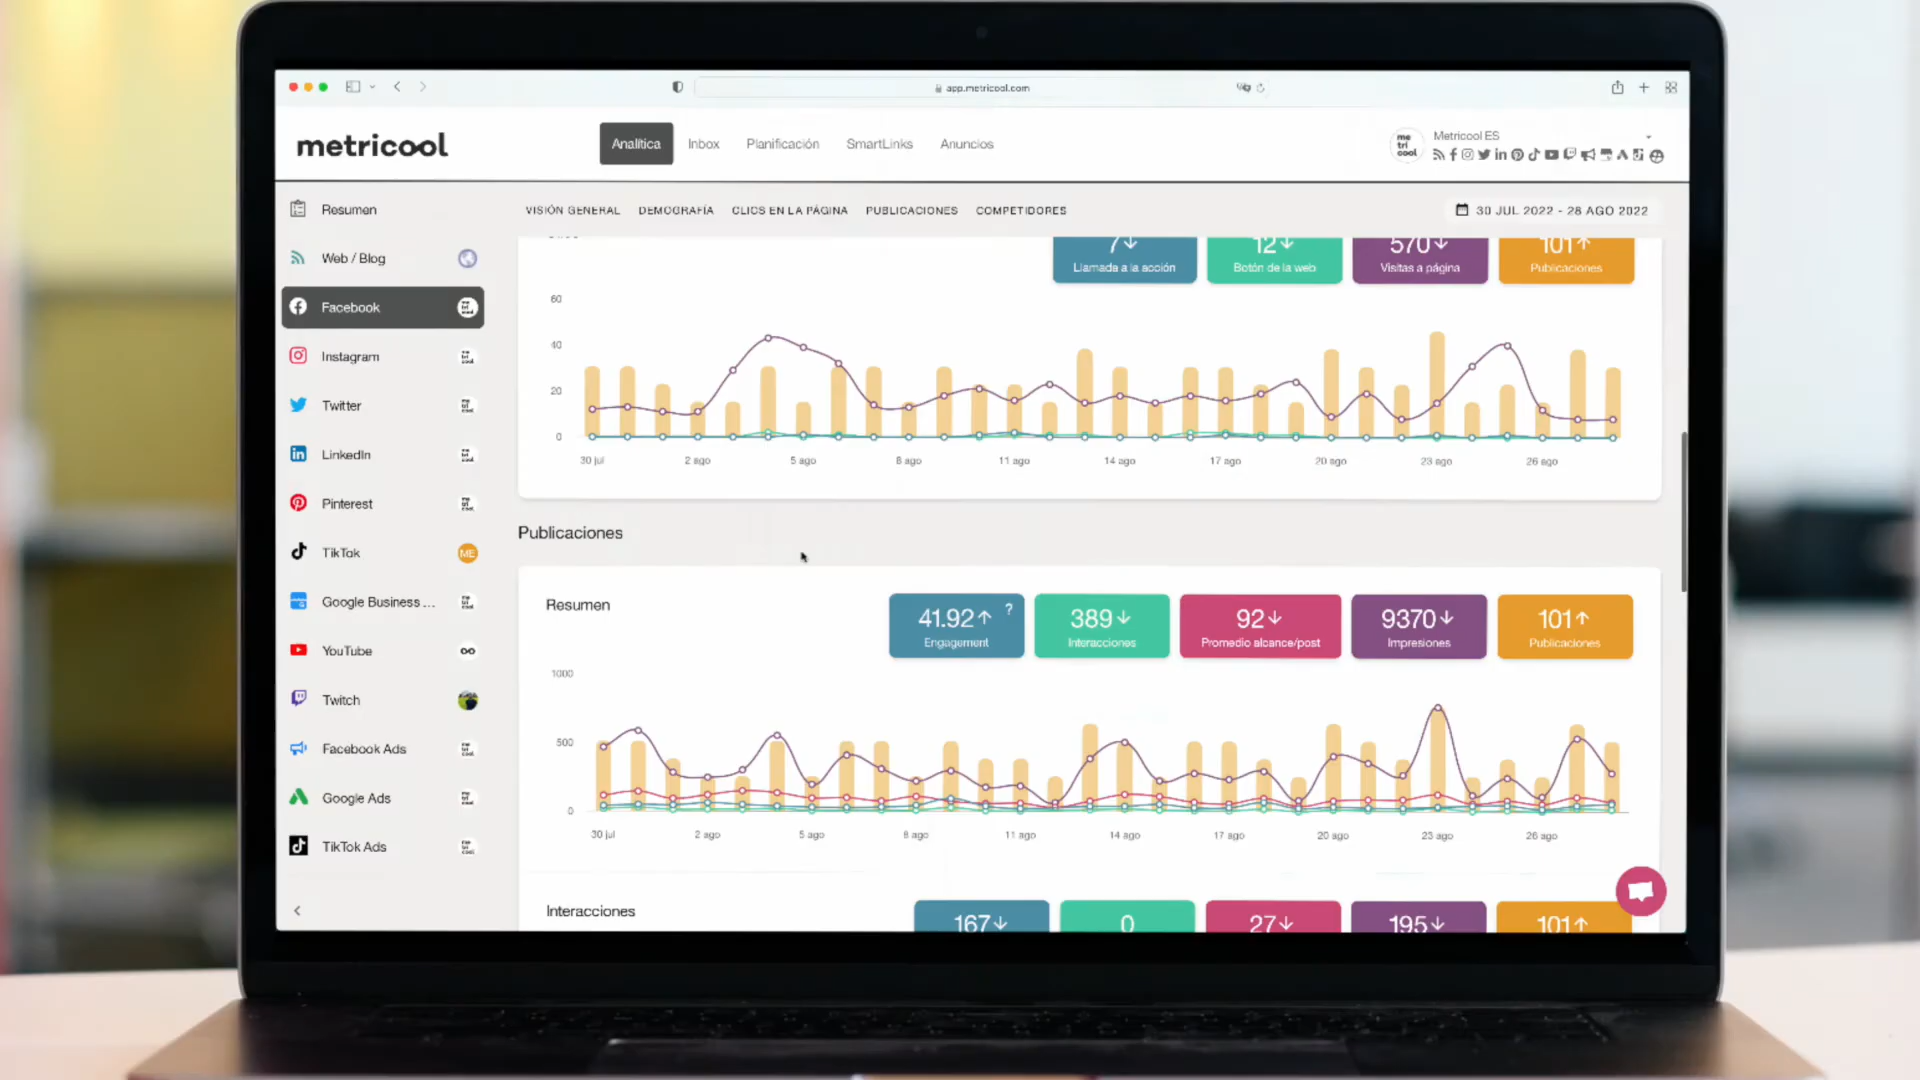 app.metricool.com
metricool
Analítica Inbox Planificación SmartLinks Anuncios
me tri cool
Metricool ES
Resumen
Web / Blog
Facebook
Instagram
Twitter
LinkedIn
Pinterest
TikTok ME
Google Business ...
YouTube
Twitch
Facebook Ads
Google Ads
TikTok Ads
VISIÓN GENERAL DEMOGRAFÍA CLICS EN LA PÁGINA PUBLICACIONES COMPETIDORES
30 JUL 2022 - 28 AGO 2022
7↓ 12↓ 570↓ 101↑
Llamada a la acción Botón de la web Visitas a página Publicaciones
60
40
20
0
30 jul 2 ago 5 ago 8 ago 11 ago 14 ago 17 ago 20 ago 23 ago 26 ago
Publicaciones
Resumen
41.92↑ ? 389↓ 92↓ 9370↓ 101↑
Engagement Interacciones Promedio alcance/post Impresiones Publicaciones
1000
500
0
30 jul 2 ago 5 ago 8 ago 11 ago 14 ago 17 ago 20 ago 23 ago 26 ago
Interacciones
167↓ 0 27↓ 195↓ 101↑